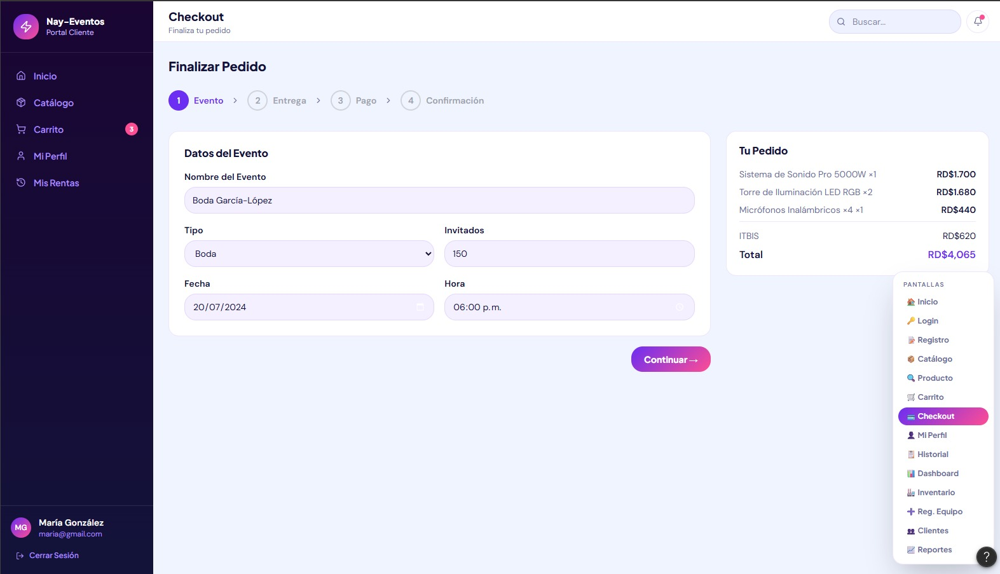 Nay-Eventos
Portal Cliente
Inicio
Catálogo
Carrito 3
Mi Perfil
Mis Rentas
MG María González
maria@gmail.com
Cerrar Sesión
Checkout
Finaliza tu pedido
Buscar...
Finalizar Pedido
1 Evento > 2 Entrega > 3 Pago > 4 Confirmación
Datos del Evento
Nombre del Evento
Boda García-López
Tipo Invitados
Boda 150
Fecha Hora
20/07/2024 06:00 p. m.
Continuar →
Tu Pedido
Sistema de Sonido Pro 5000W ×1 RD$1.700
Torre de Iluminación LED RGB ×2 RD$1.680
Micrófonos Inalámbricos ×4 ×1 RD$440
ITBIS RD$620
Total RD$4,065
PANTALLAS
Inicio
Login
Registro
Catálogo
Producto
Carrito
Checkout
Mi Perfil
Historial
Dashboard
Inventario
Reg. Equipo
Clientes
Reportes
?